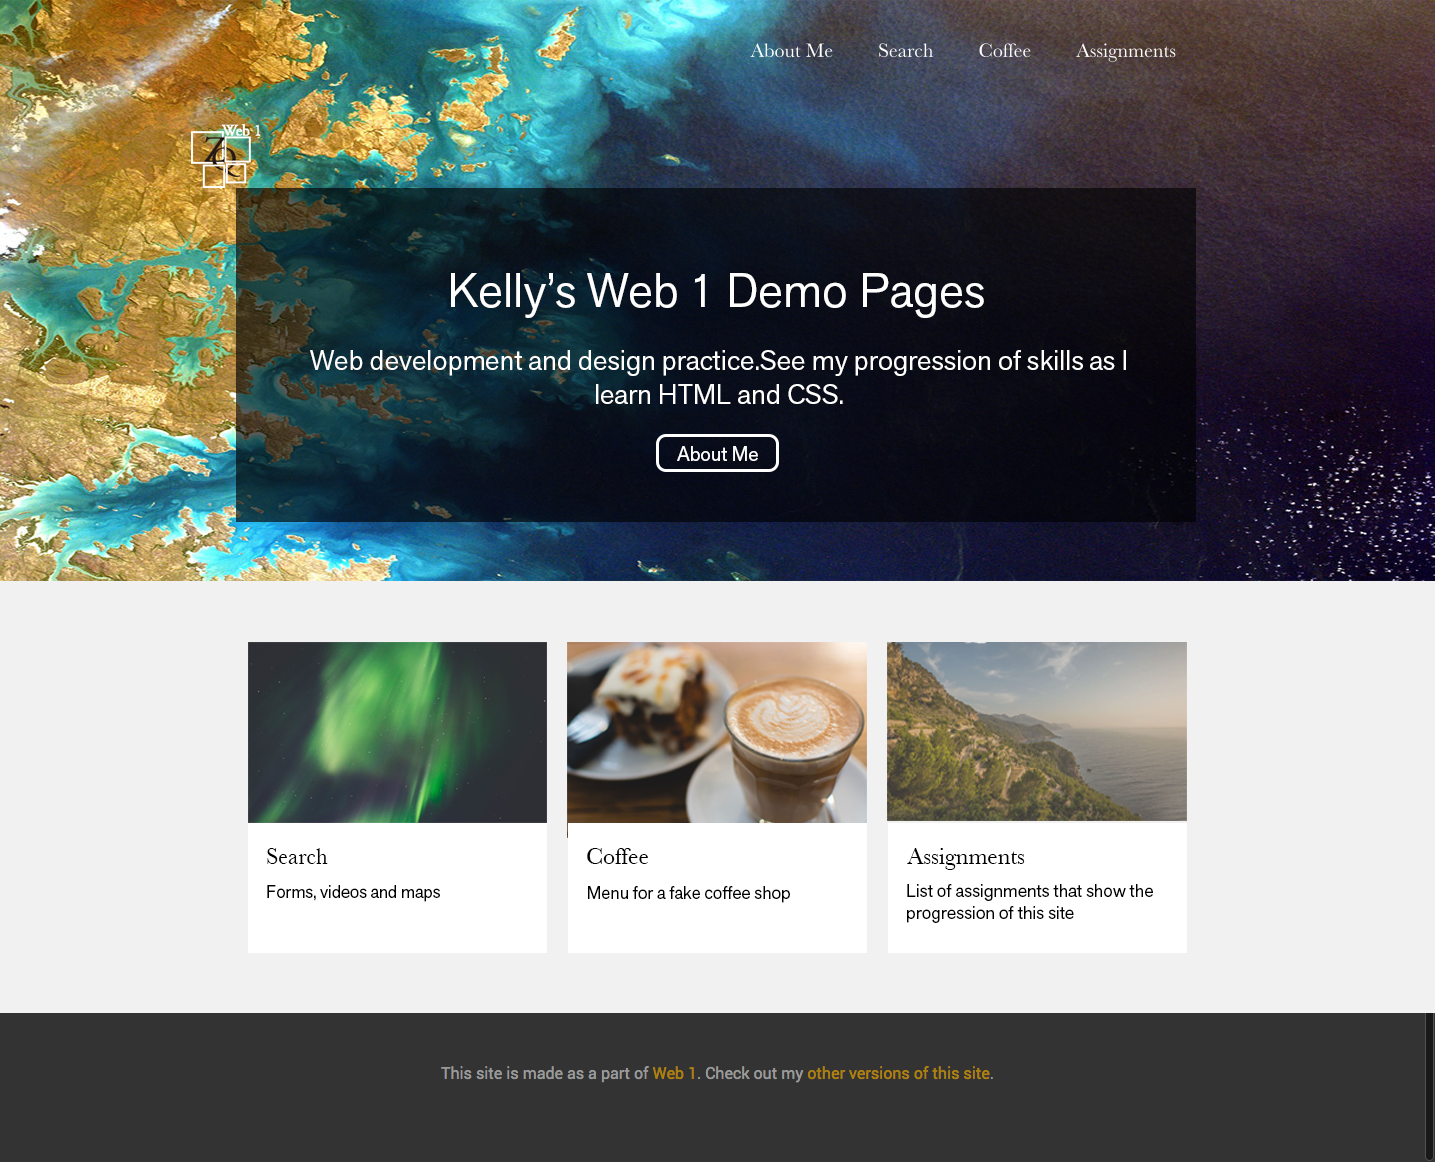 About Me Search Coffee Assignments
Web 1
Kelly’s Web 1 Demo Pages
Web development and design practice.See my progression of skills as I
learn HTML and CSS.
About Me
Search
Forms, videos and maps
Coffee
Menu for a fake coffee shop
Assignments
List of assignments that show the
progression of this site
This site is made as a part of Web 1. Check out my other versions of this site.